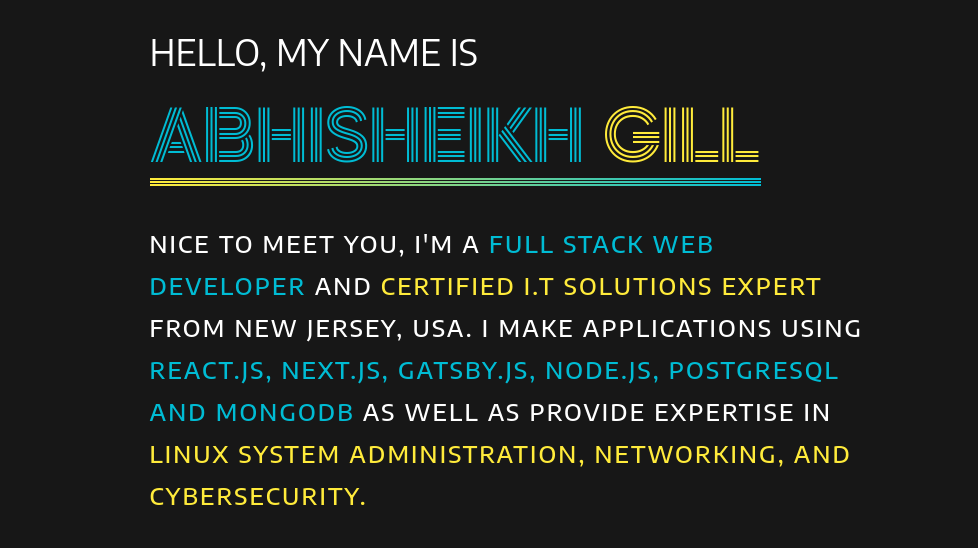 HELLO, MY NAME IS
ABHISHEIKH GILL
NICE TO MEET YOU, I'M A FULL STACK WEB
DEVELOPER AND CERTIFIED I.T SOLUTIONS EXPERT
FROM NEW JERSEY, USA. I MAKE APPLICATIONS USING
REACT.JS, NEXT.JS, GATSBY.JS, NODE.JS, POSTGRESQL
AND MONGODB AS WELL AS PROVIDE EXPERTISE IN
LINUX SYSTEM ADMINISTRATION, NETWORKING, AND
CYBERSECURITY.